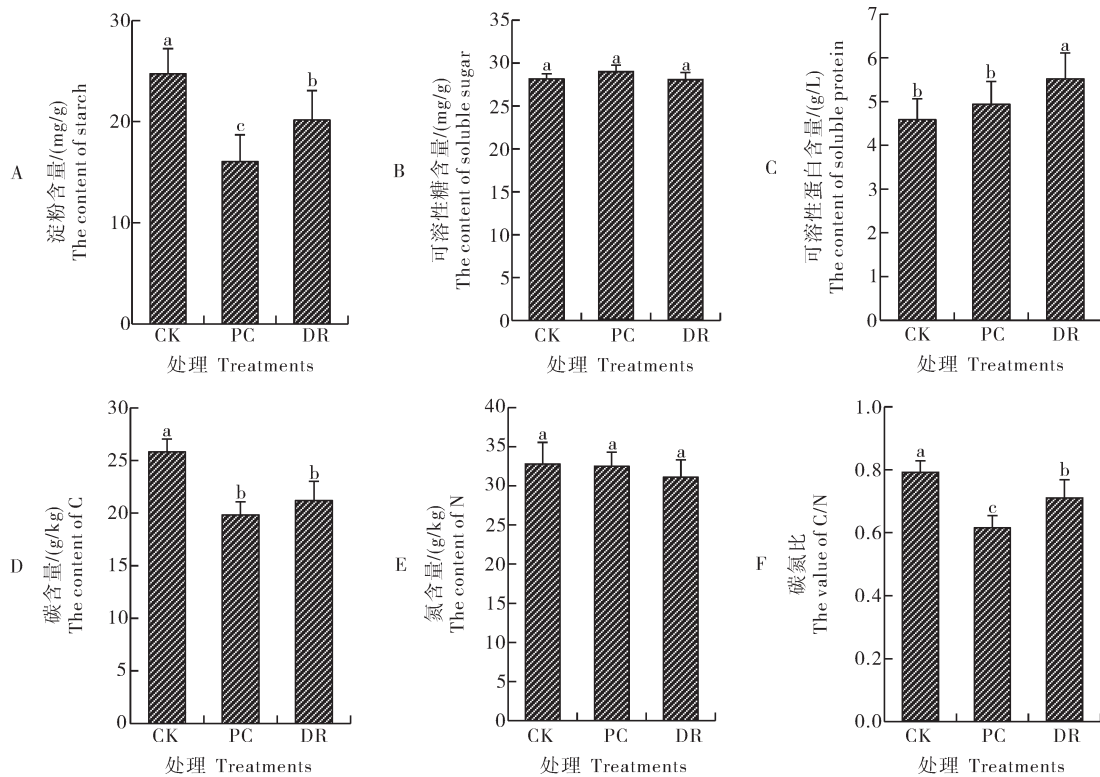 A
淀粉含量/(mg/g)
The content of starch
30
20
10
0
a
c
b
CK PC DR
处理 Treatments
B
可溶性糖含量/(mg/g)
The content of soluble sugar
35
30
25
20
15
10
5
0
a
a
a
CK PC DR
处理 Treatments
C
可溶性蛋白含量/(g/L)
The content of soluble protein
7
6
5
4
3
2
1
0
b
b
a
CK PC DR
处理 Treatments
D
碳含量/(g/kg)
The content of C
30
25
20
15
10
5
0
a
b
b
CK PC DR
处理 Treatments
E
氮含量/(g/kg)
The content of N
40
35
30
25
20
15
10
5
0
a
a
a
CK PC DR
处理 Treatments
F
碳氮比
The value of C/N
1.0
0.8
0.6
0.4
0.2
0.0
a
c
b
CK PC DR
处理 Treatments